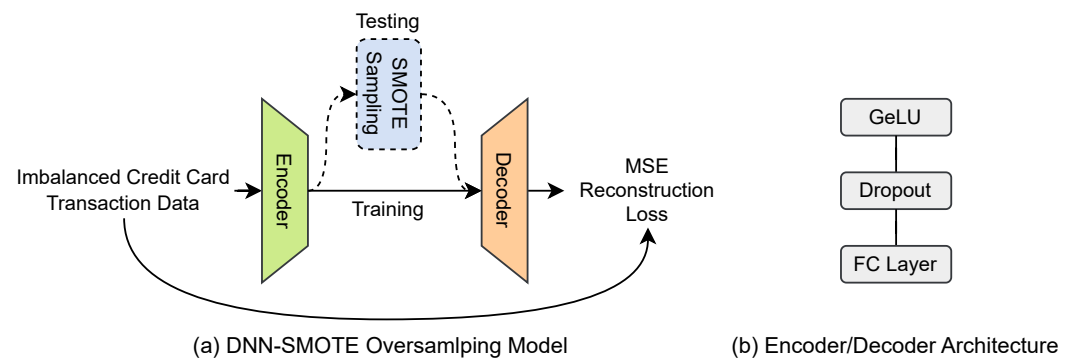 Testing
SMOTE
Sampling
Encoder
Decoder
Imbalanced Credit Card
Transaction Data
Training
MSE
Reconstruction
Loss
(a) DNN-SMOTE Oversamlping Model
GeLU
Dropout
FC Layer
(b) Encoder/Decoder Architecture